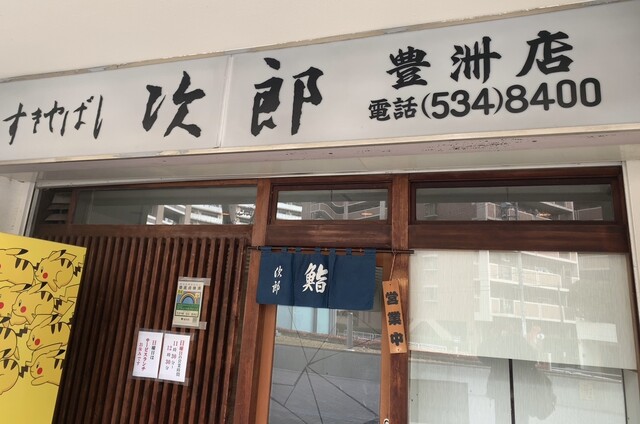 すきやばし 次郎 豊洲店
電話(534)8400
次郎
鮨
営業中